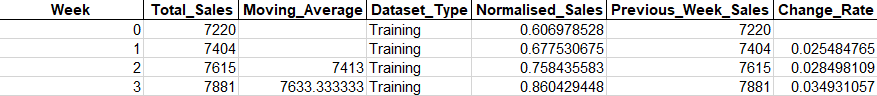 Week Total_Sales Moving_Average Dataset_Type Normalised_Sales Previous_Week_Sales Change_Rate
0 7220 Training 0.606978528 7220
1 7404 Training 0.677530675 7404 0.025484765
2 7615 7413 Training 0.758435583 7615 0.028498109
3 7881 7633.333333 Training 0.860429448 7881 0.034931057